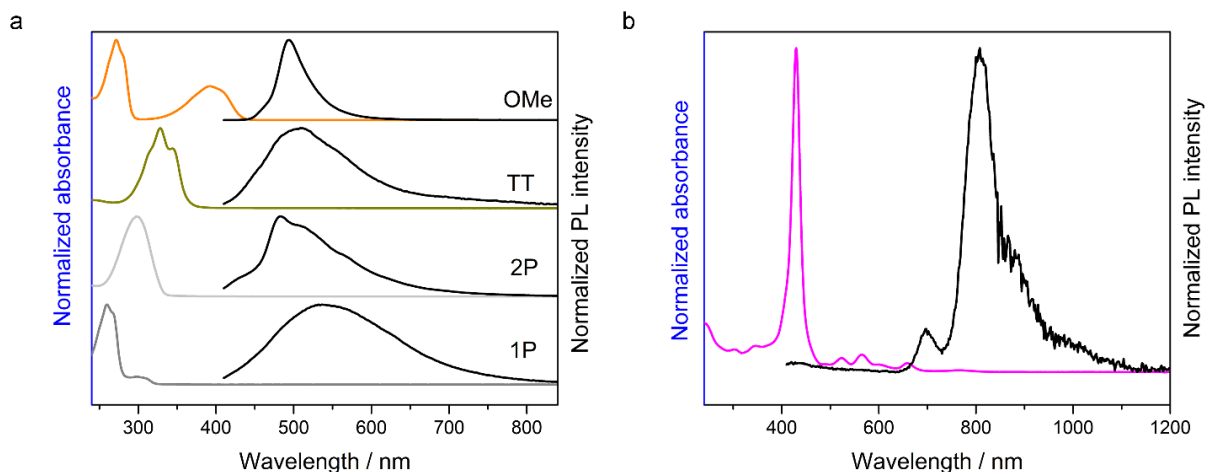 a
Normalized absorbance
OMe
TT
2P
1P
Normalized PL intensity
300 400 500 600 700 800
Wavelength / nm
b
Normalized absorbance
Normalized PL intensity
400 600 800 1000 1200
Wavelength / nm